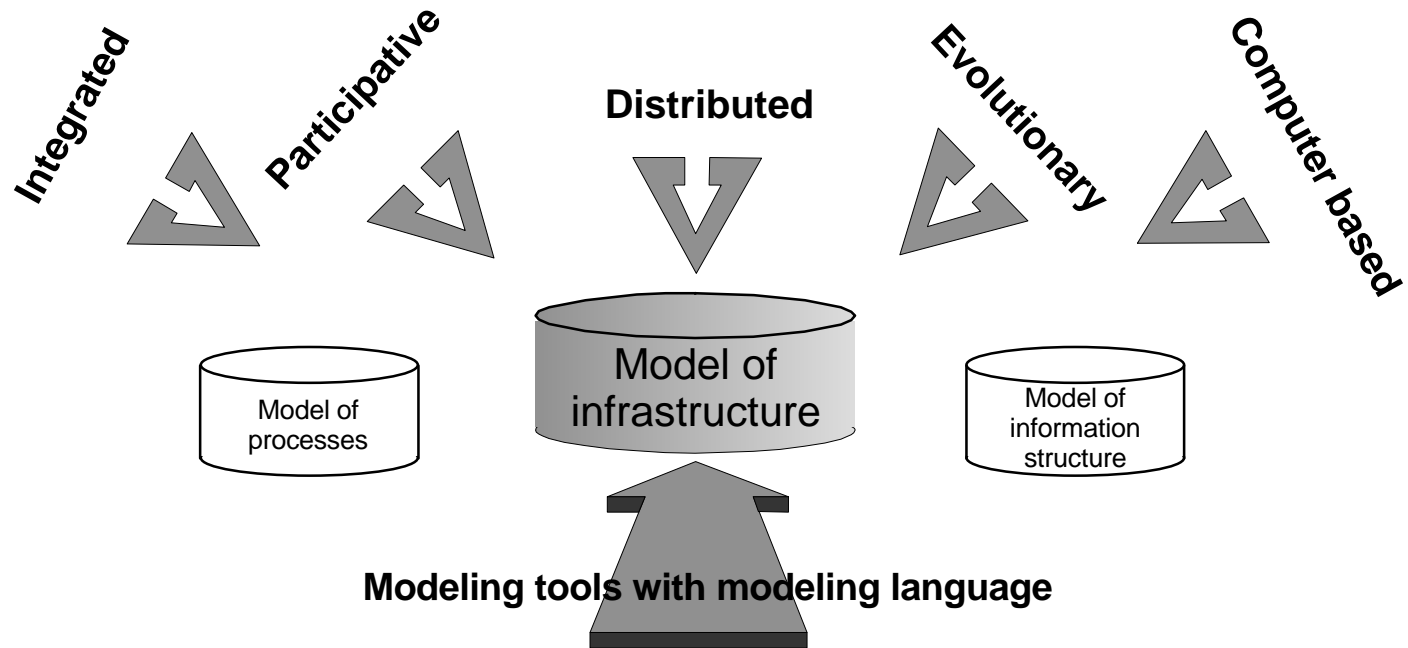 Integrated
Participative
Distributed
Evolutionary
Computer based
Model of
processes
Model of
infrastructure
Model of
information
structure
Modeling tools with modeling language